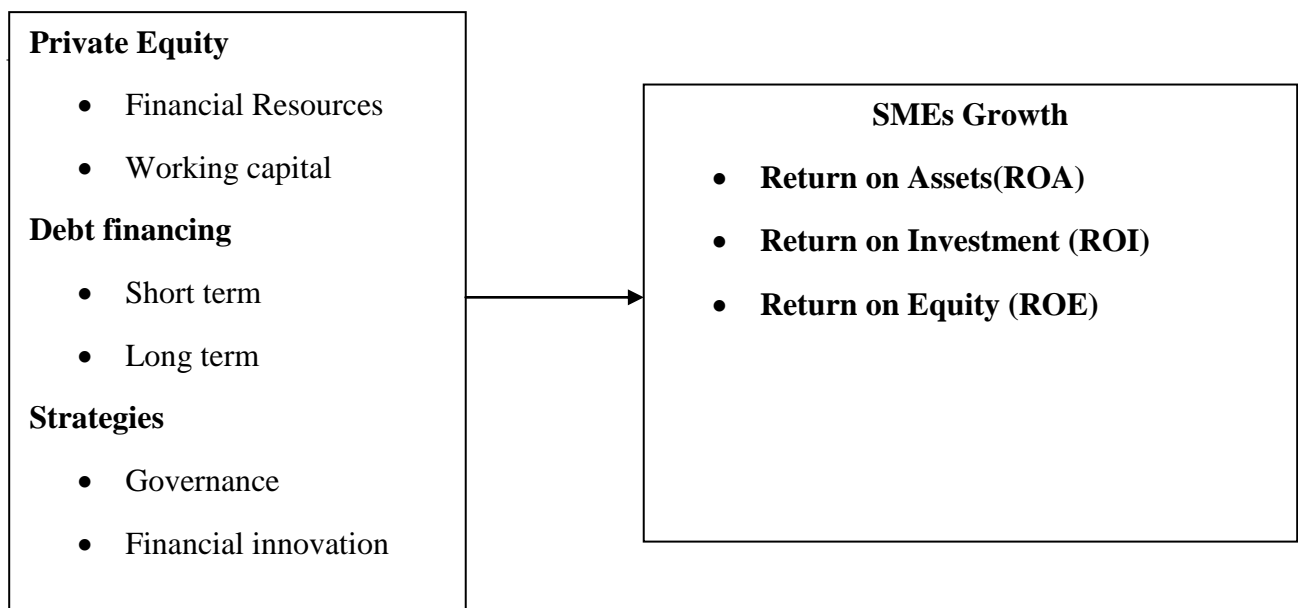 Private Equity
• Financial Resources
• Working capital
Debt financing
• Short term
• Long term
Strategies
• Governance
• Financial innovation
SMEs Growth
• Return on Assets(ROA)
• Return on Investment (ROI)
• Return on Equity (ROE)